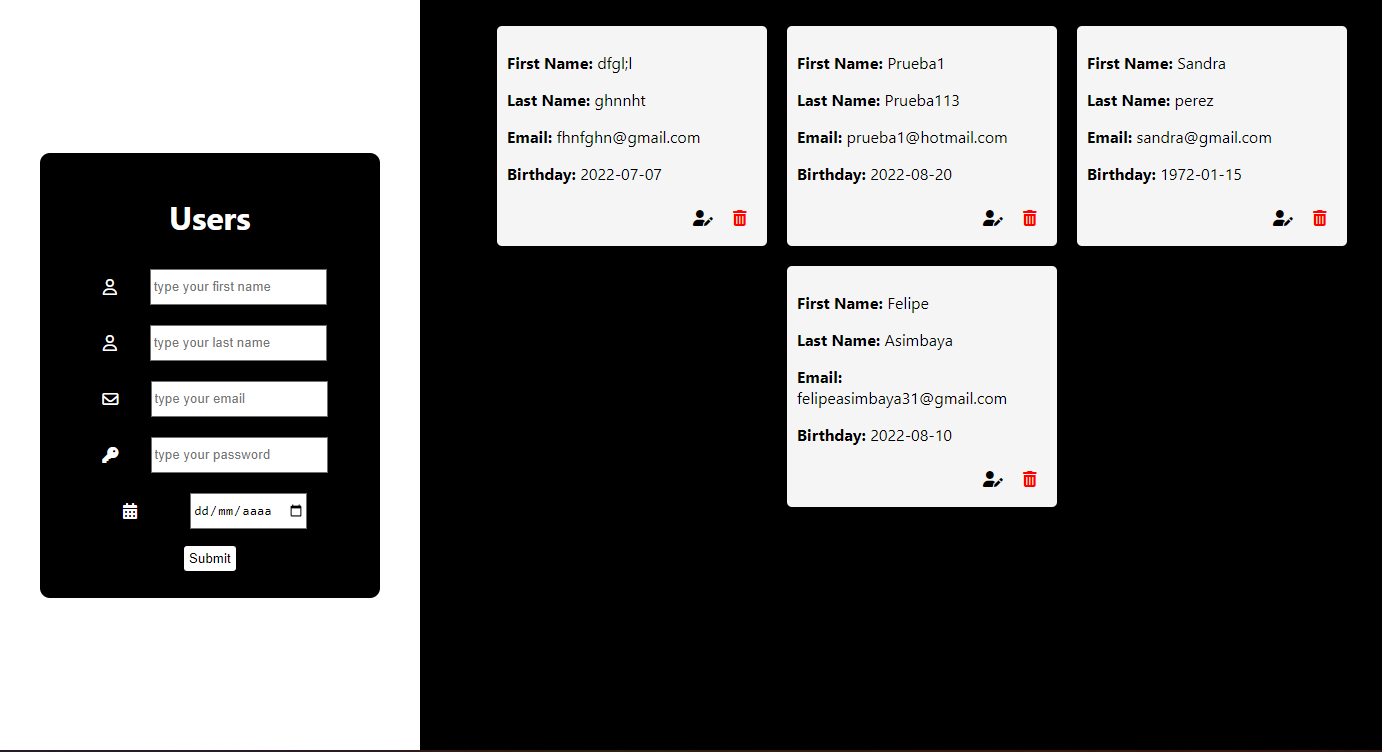 Users
type your first name
type your last name
type your email
type your password
dd/mm/aaaa
Submit
First Name: dfgl;l
Last Name: ghnnht
Email: fhnfghn@gmail.com
Birthday: 2022-07-07
First Name: Prueba1
Last Name: Prueba113
Email: prueba1@hotmail.com
Birthday: 2022-08-20
First Name: Sandra
Last Name: perez
Email: sandra@gmail.com
Birthday: 1972-01-15
First Name: Felipe
Last Name: Asimbaya
Email:
felipeasimbaya31@gmail.com
Birthday: 2022-08-10